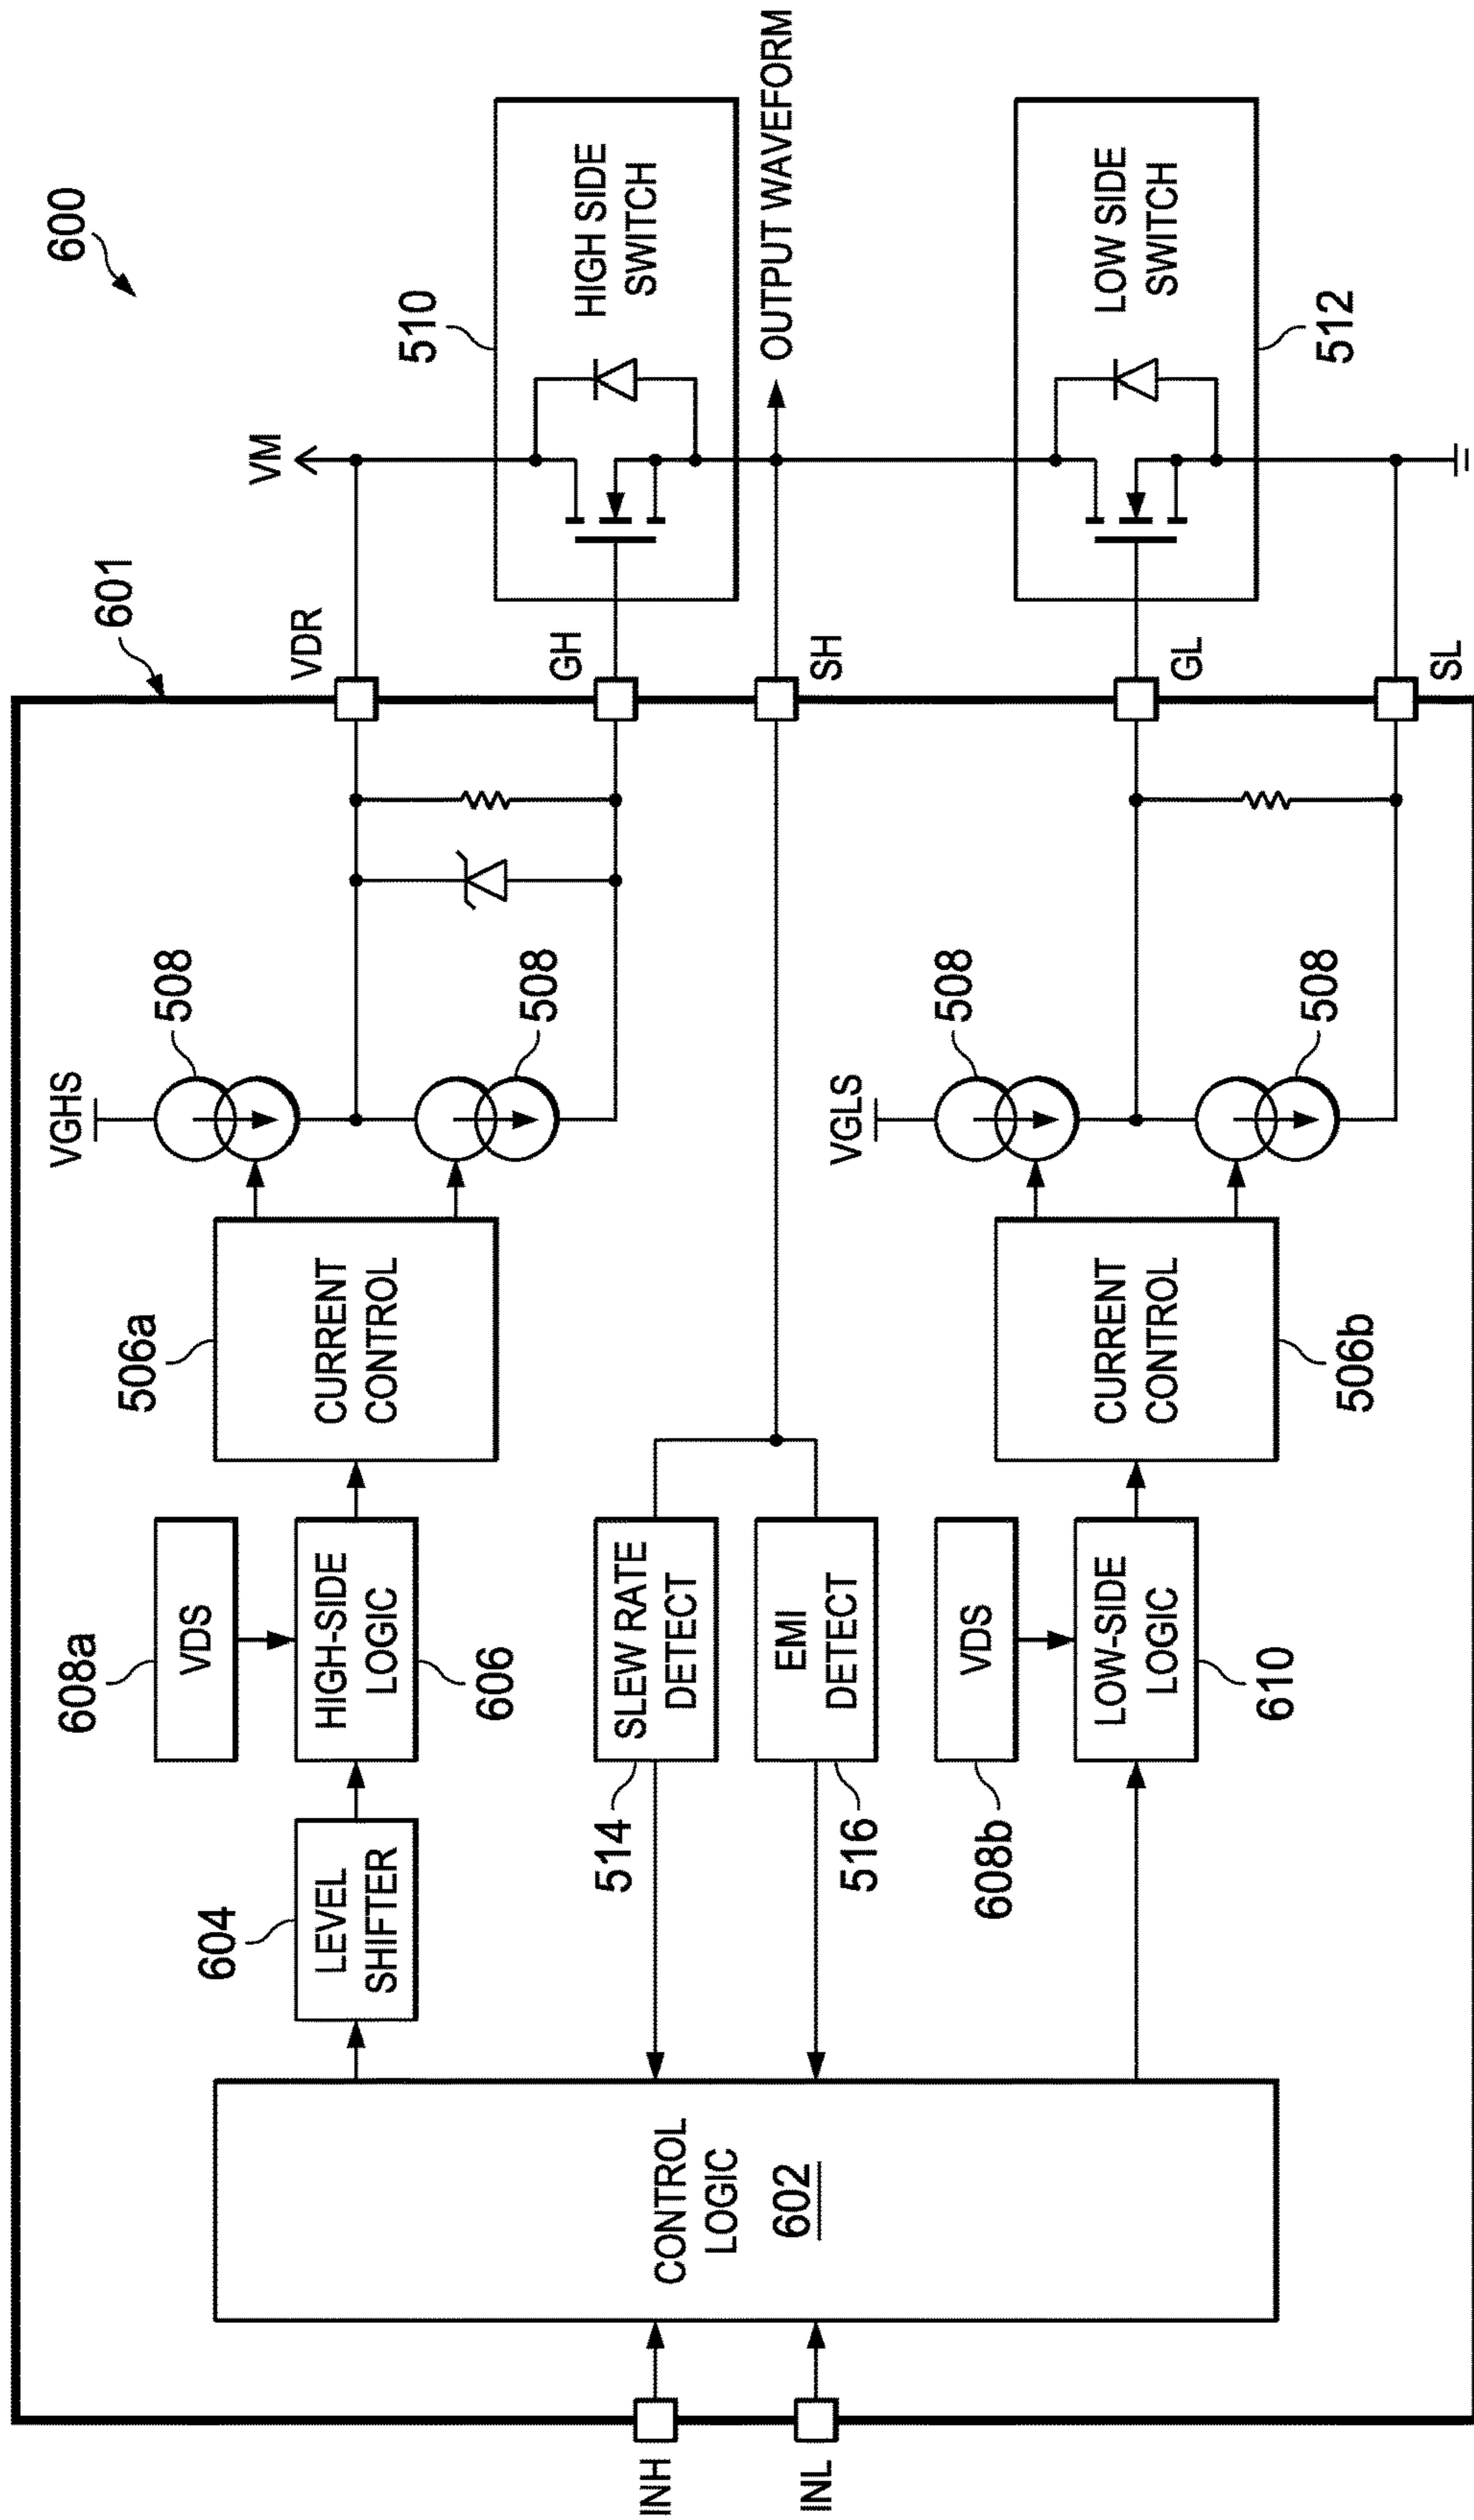 600
601
VM
510
HIGH SIDE
SWITCH
OUTPUT WAVEFORM
LOW SIDE
SWITCH
512
VDR
GH
SH
GL
SL
VGHS
508
508
VGLS
508
508
506a
CURRENT
CONTROL
CURRENT
CONTROL
506b
608a
VDS
HIGH-SIDE
LOGIC
606
SLEW RATE
DETECT
514
EMI
DETECT
516
VDS
608b
LOW-SIDE
LOGIC
610
604
LEVEL
SHIFTER
CONTROL
LOGIC
602
INH
INL